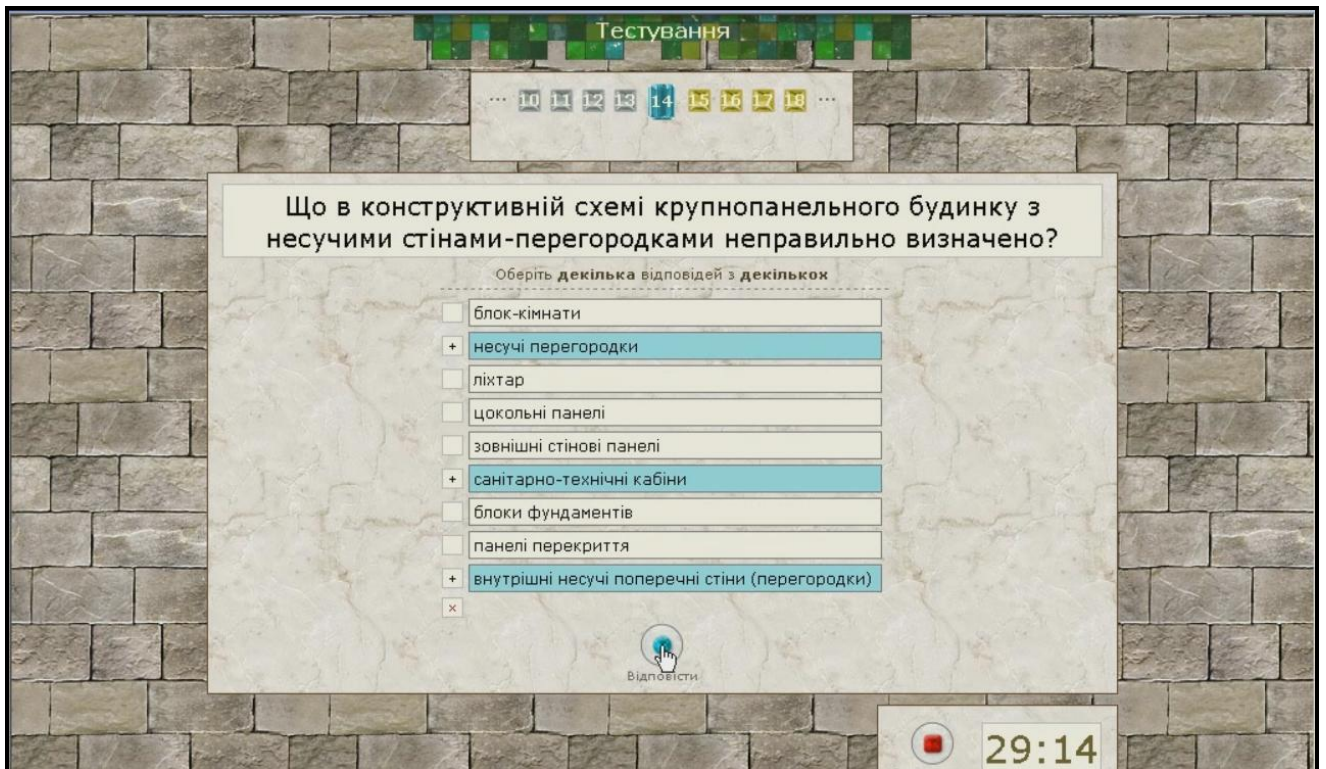 Тестування
... 10 11 12 13 14 15 16 17 18 ...
Що в конструктивній схемі крупнопанельного будинку з
несучими стінами-перегородками неправильно визначено?
Оберіть декілька відповідей з декількох
блок-кімнати
+ несучі перегородки
ліхтар
цокольні панелі
зовнішні стінові панелі
+ санітарно-технічні кабіни
блоки фундаментів
панелі перекриття
+ внутрішні несучі поперечні стіни (перегородки)
×
Відповісти
29:14